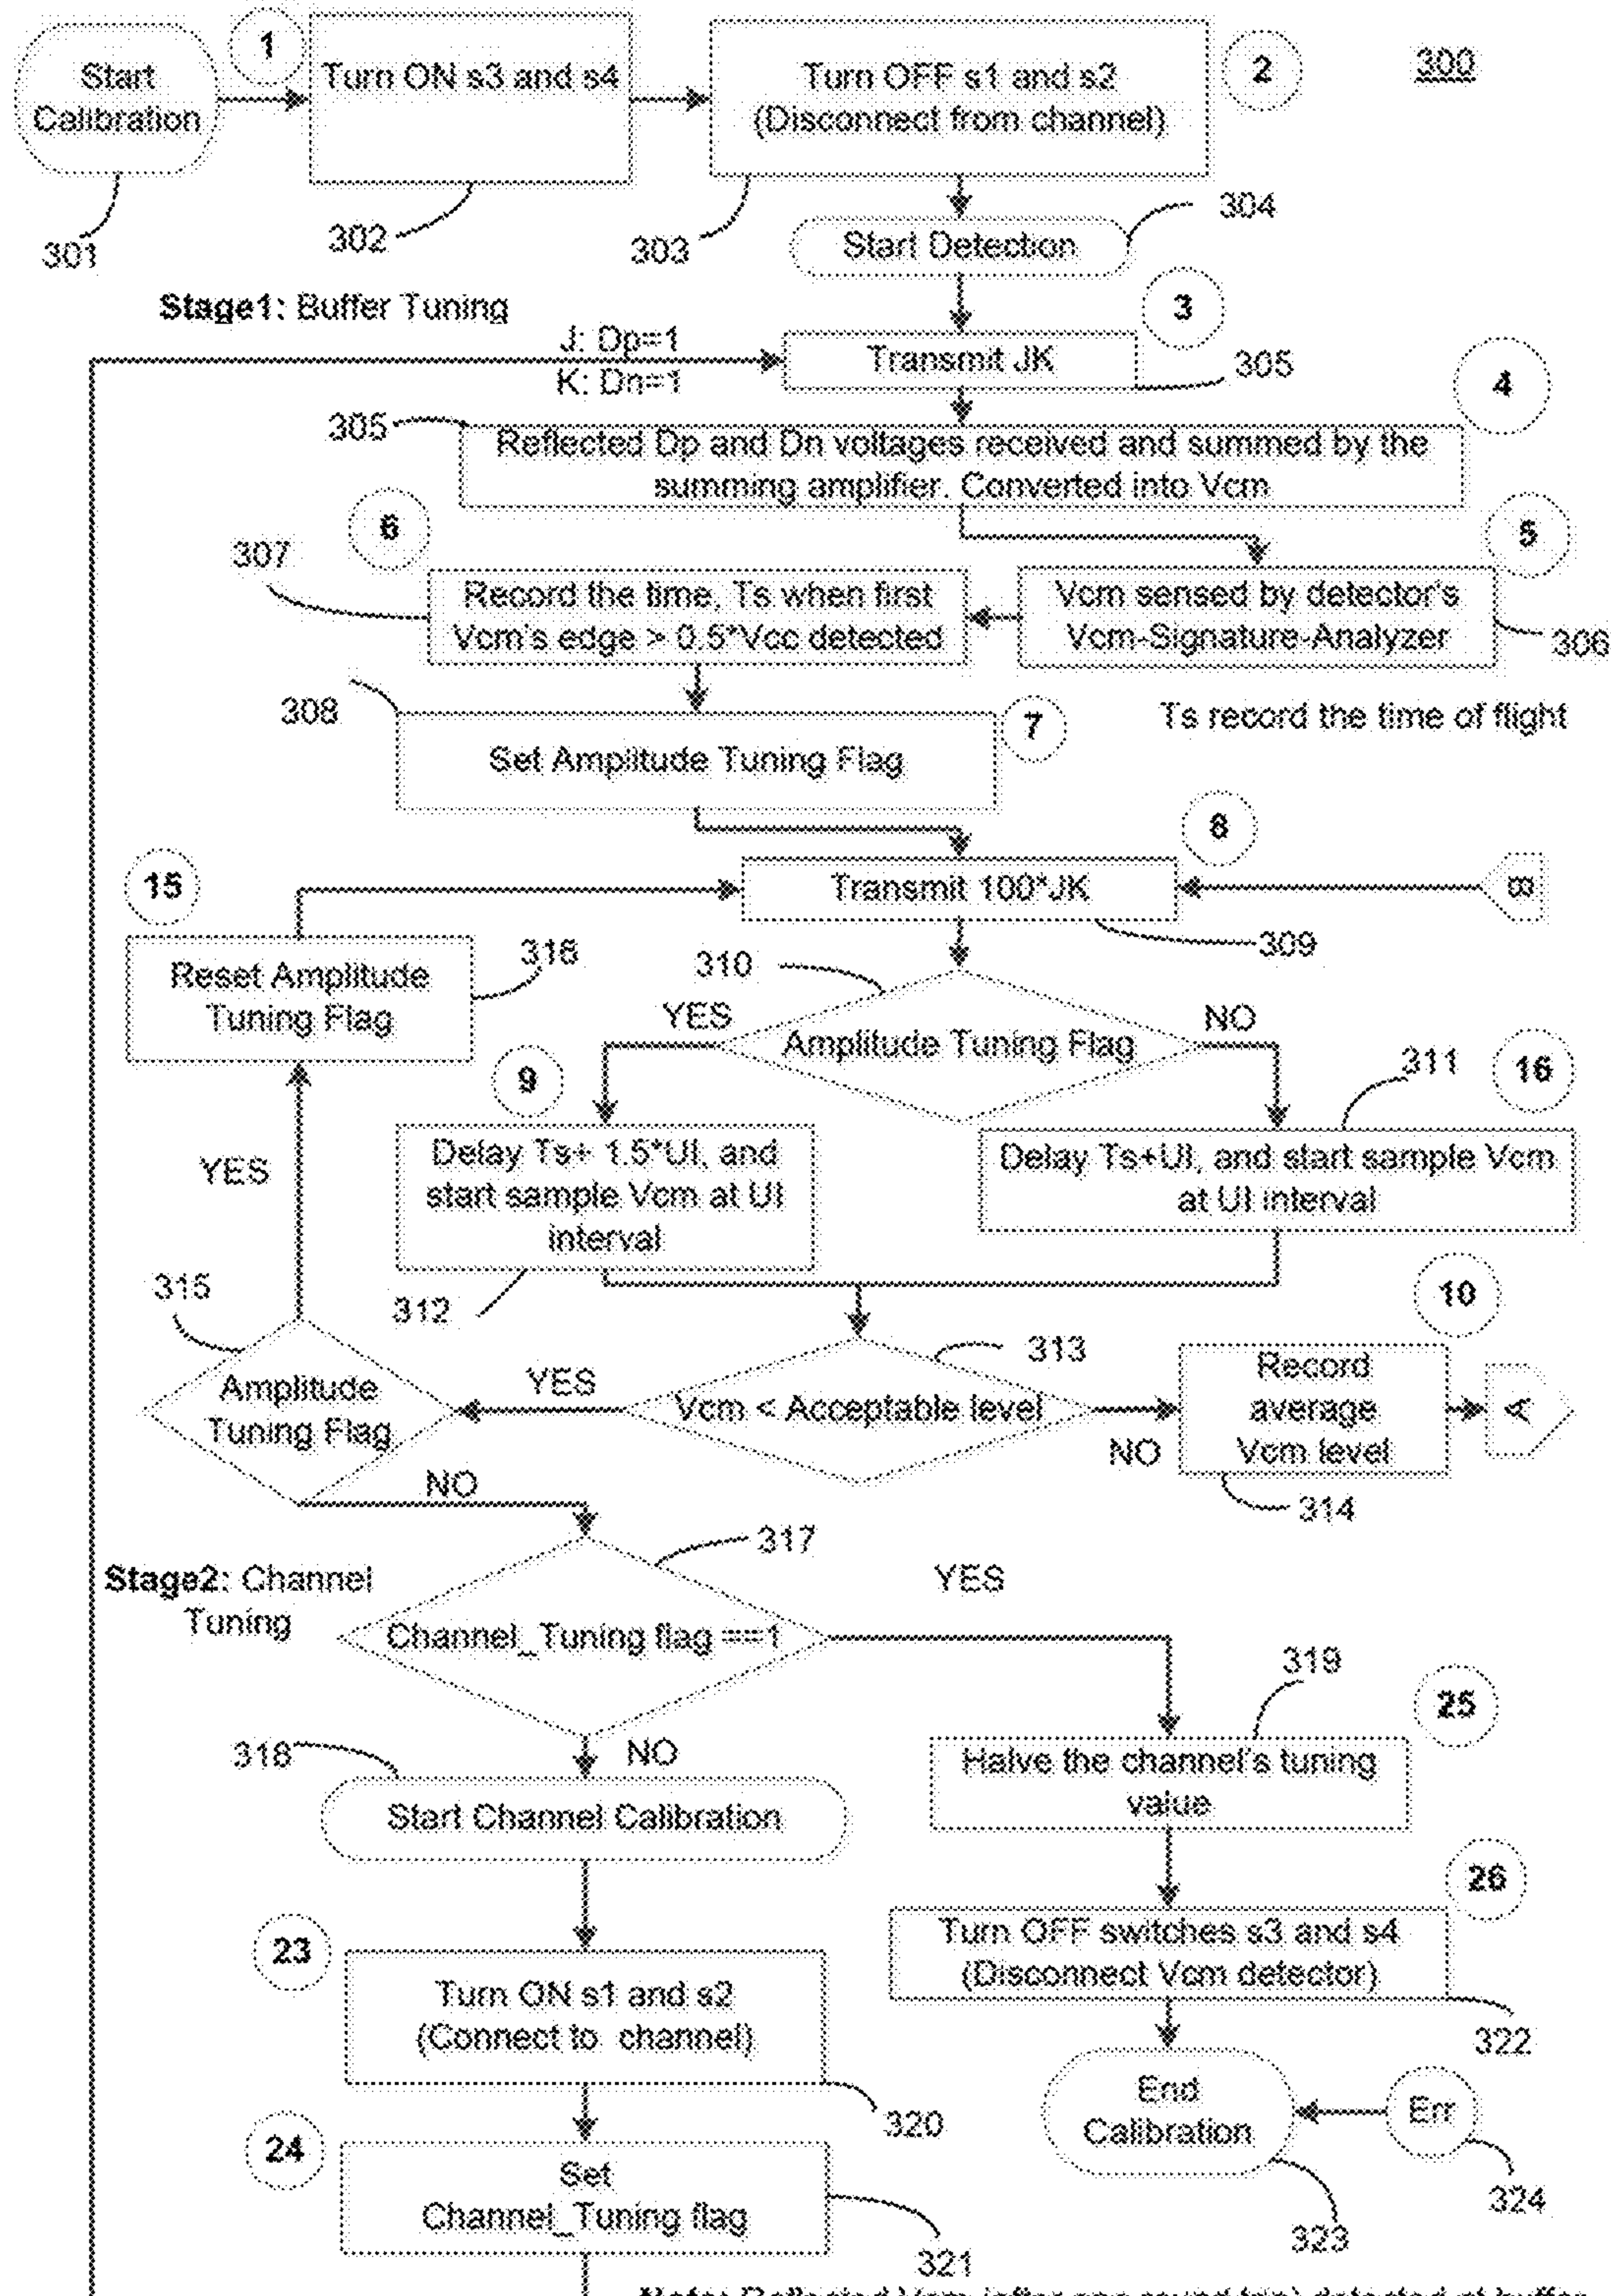 1
2
300
Start
Calibration
Turn ON s3 and s4
Turn OFF s1 and s2
(Disconnect from channel)
301
302
303
304
Start Detection
Stage1: Buffer Tuning
3
J: Dp=1
K: Dn=1
Transmit JK
305
4
305
Reflected Dp and Dn voltages received and summed by the
summing amplifier. Converted into Vcm
6
5
307
Record the time, Ts when first
Vcm's edge > 0.5*Vcc detected
Vcm sensed by detector's
Vcm-Signature-Analyzer
306
308
7
Ts record the time of flight
Set Amplitude Tuning Flag
8
15
Transmit 100*JK
B
309
Reset Amplitude
Tuning Flag
316
310
YES
NO
Amplitude Tuning Flag
311
16
9
YES
Delay Ts+ 1.5*UI, and
start sample Vcm at UI
interval
Delay Ts+UI, and start sample Vcm
at UI interval
10
315
312
313
Amplitude
Tuning Flag
YES
Vcm < Acceptable level
NO
Record
average
Vcm level
A
NO
314
317
Stage2: Channel
Tuning
YES
Channel_Tuning flag ==1
319
25
318
NO
Halve the channel's tuning
value
Start Channel Calibration
26
23
Turn OFF switches s3 and s4
(Disconnect Vcm detector)
Turn ON s1 and s2
(Connect to channel)
322
320
End
Calibration
Err
24
Set
Channel_Tuning flag
324
323
321